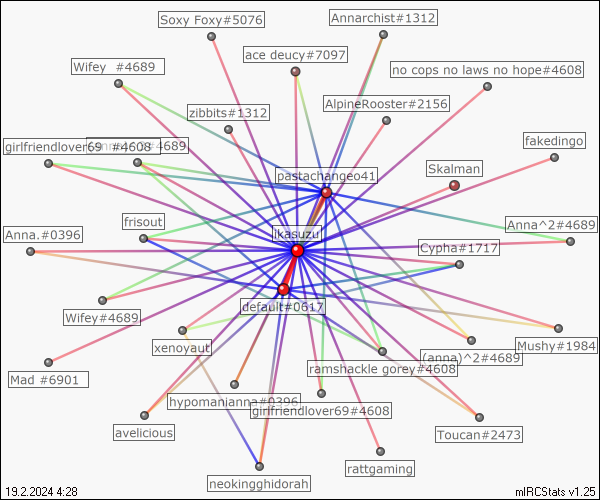 Soxy Foxy#5076
Annarchist#1312
ace deucy#7097
Wifey #4689
no cops no laws no hope#4608
AlpineRooster#2156
zibbits#1312
girlfriendlover69 #4608
#4689
fakedingo
Skalman
pastachangeo41
frisout
Anna^2#4689
Anna.#0396
ikasuzu
Cypha#1717
default#0617
Wifey#4689
Mushy#1984
xenoyaut
(anna)^2#4689
ramshackle gorey#4608
Mad #6901
hypomanianna#0396
girlfriendlover69#4608
avelicious
Toucan#2473
rattgaming
neokingghidorah
19.2.2024 4:28
mIRCStats v1.25